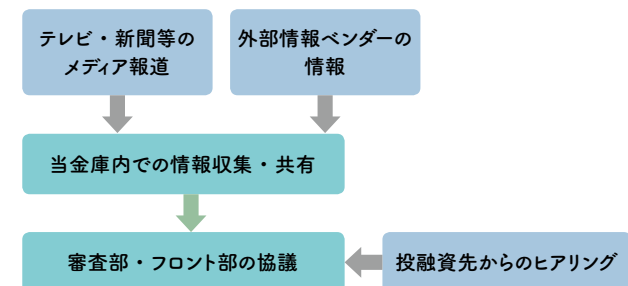 テレビ・新聞等の
メディア報道
外部情報ベンダーの
情報
当金庫内での情報収集・共有
審査部・フロント部の協議
投融資先からのヒアリング